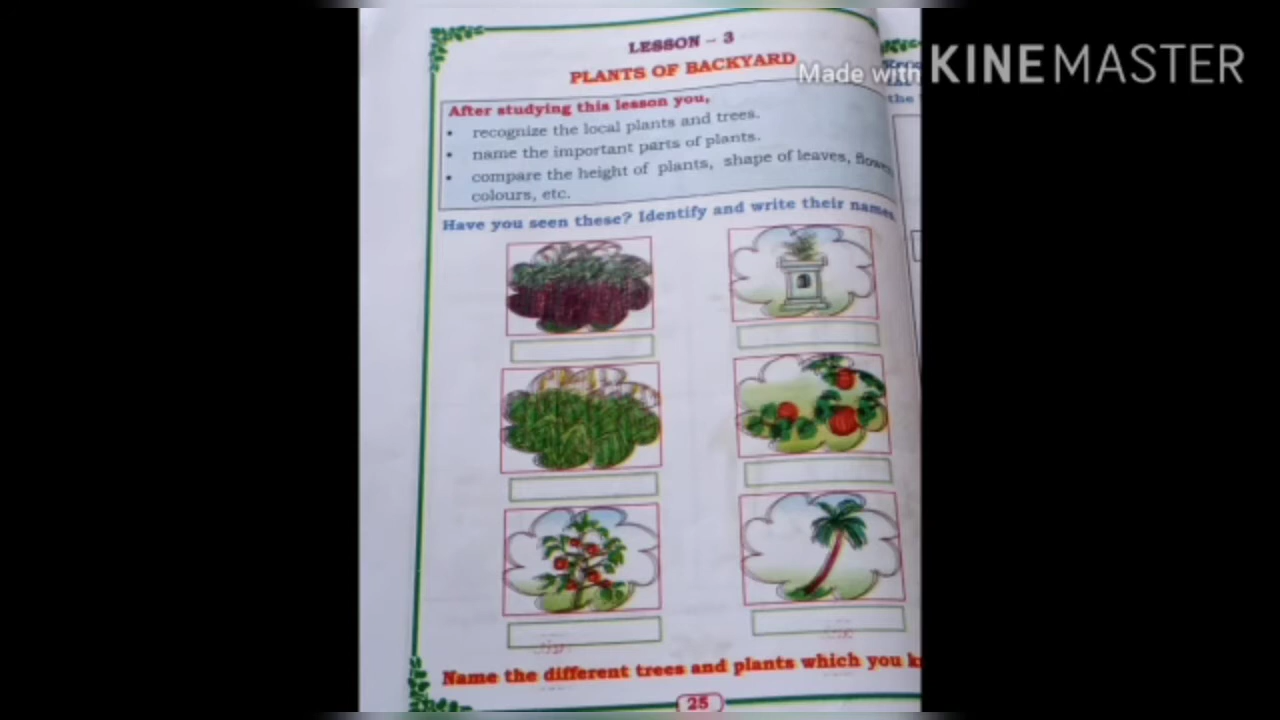 LESSON – 3
PLANTS OF BACKYARD
Made with KINEMASTER
After studying this lesson you,
• recognize the local plants and trees.
• name the important parts of plants.
• compare the height of plants, shape of leaves,
colours, etc.
the
Have you seen these? Identify and write their names
Name the different trees and plants which you
25